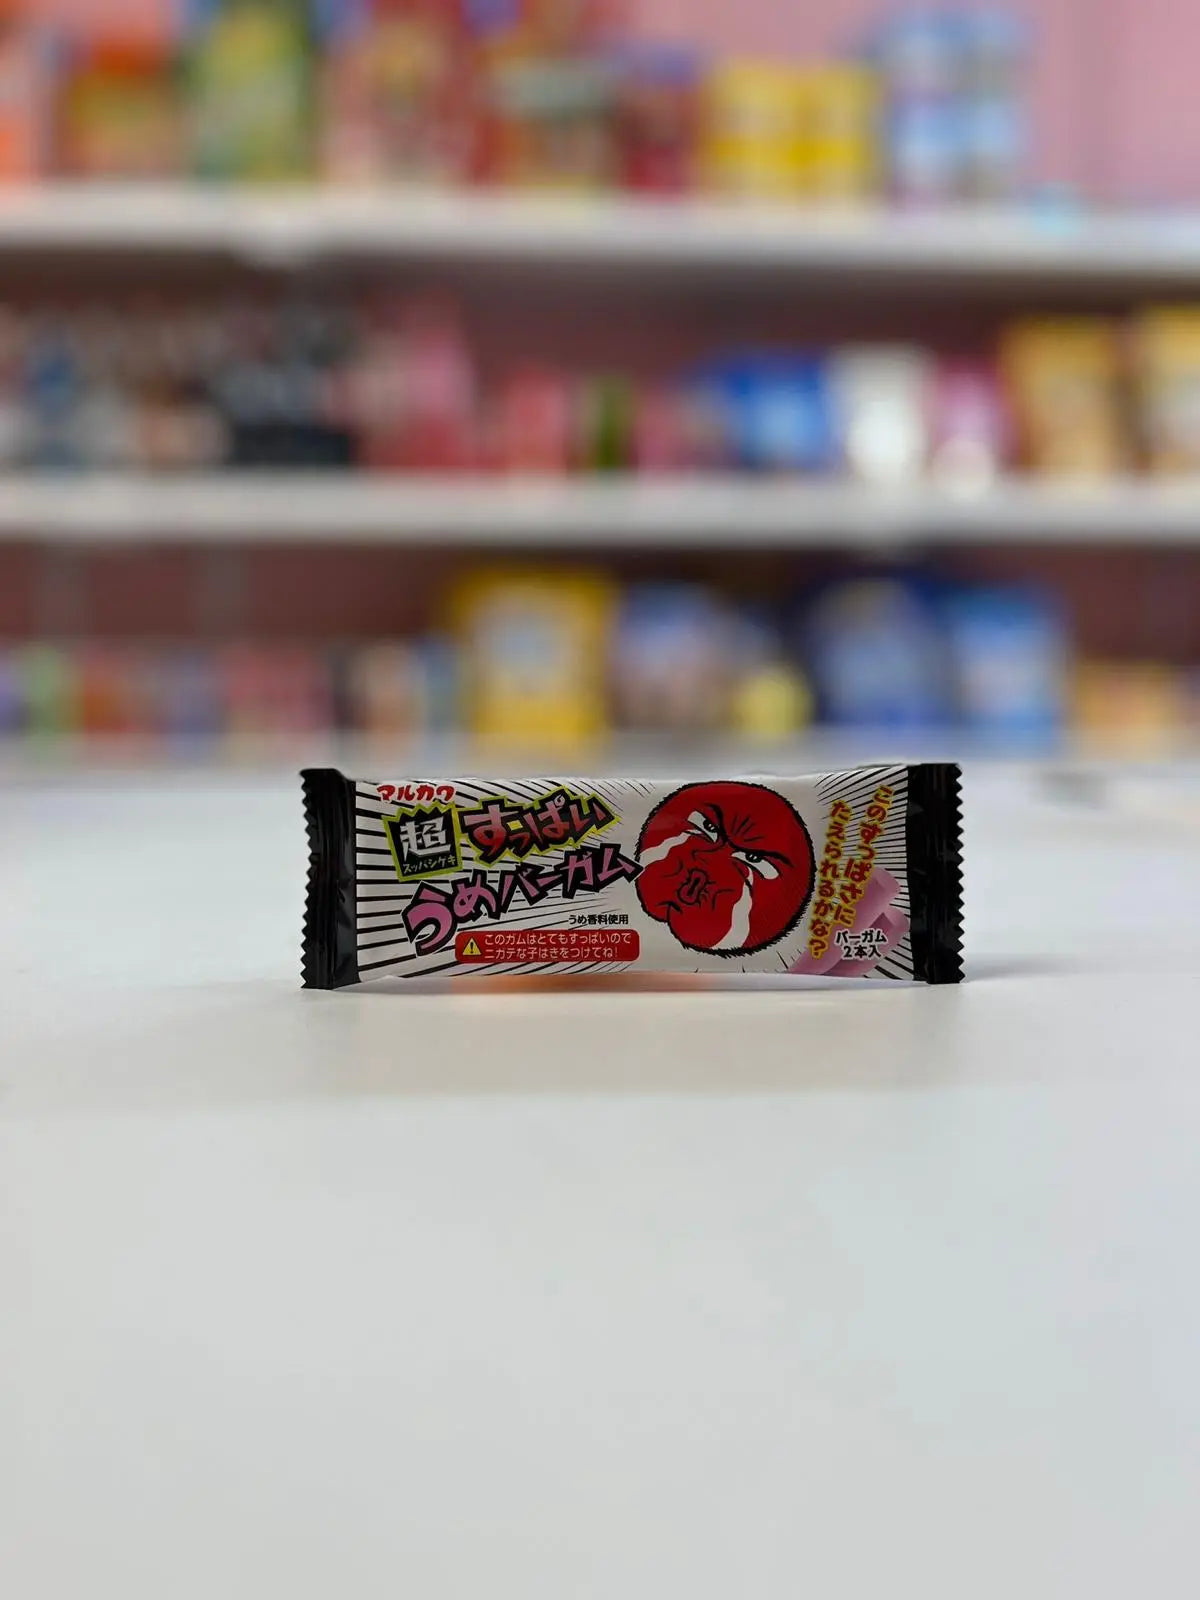 マルカワ
超すっぱい
スッパシゲキ
うめバーガム
うめ香料使用
このガムはとてもすっぱいので
ニガテな子はきをつけてね!
このすっぱさに
たえられるかな?
バーガム
2本入